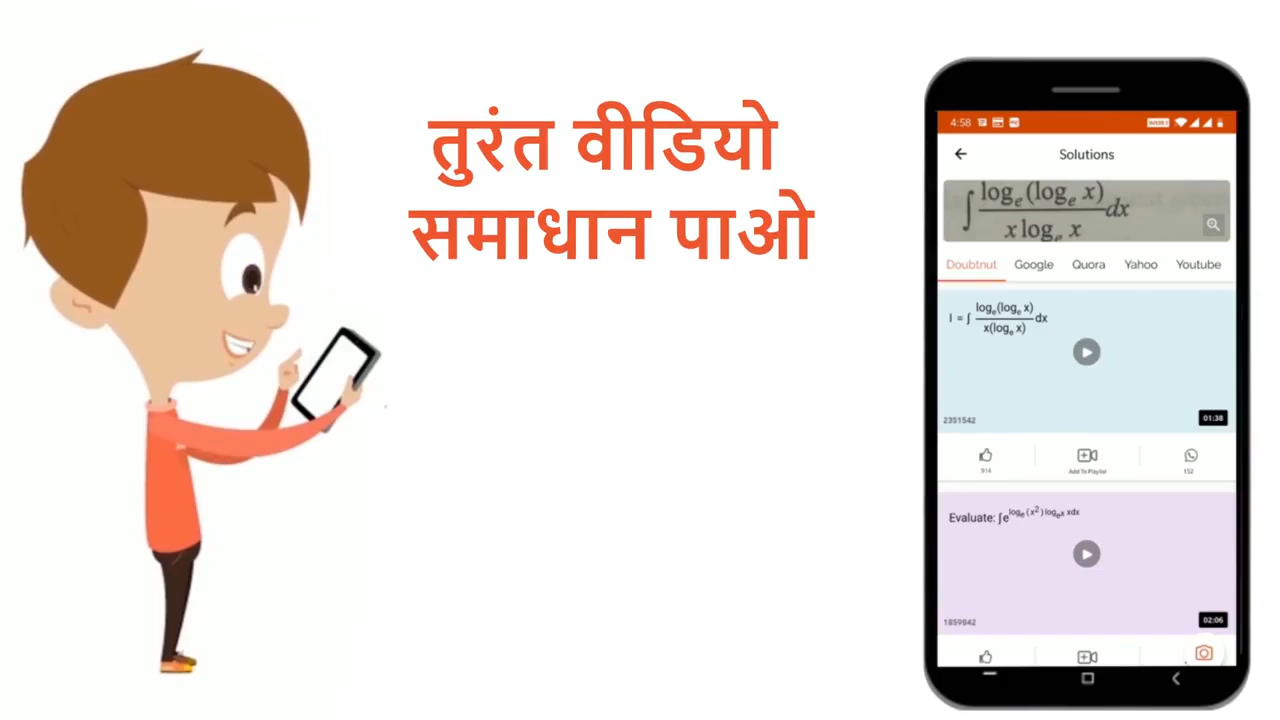 तुरंत वीडियो
समाधान पाओ
4:58
Solutions
∫ logₑ(logₑ x) / x logₑ x dx
Doubtnut Google Quora Yahoo Youtube
I = ∫ logₑ(logₑ x) / x(logₑ x) dx
2351542
01:38
914
Add To Playlist
152
Evaluate: ∫e^logₑ(x²) logₑx xdx
1859842
02:06